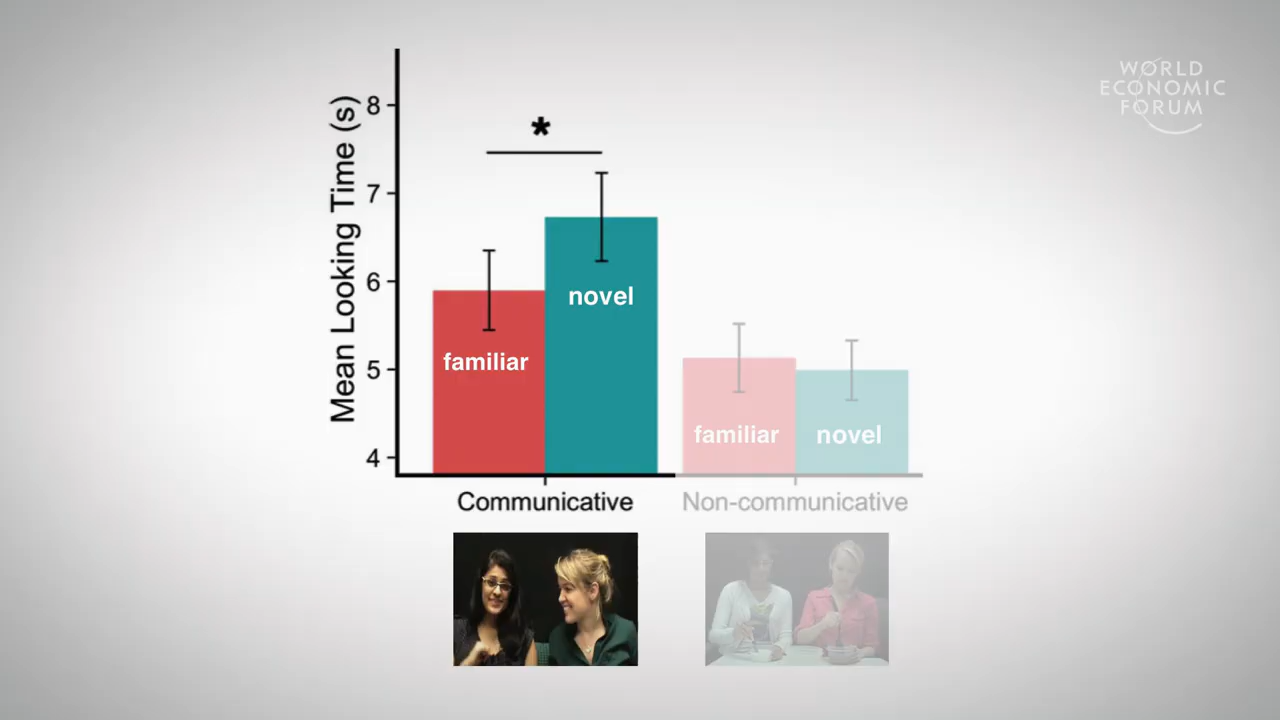 WORLD
ECONOMIC
FORUM
Mean Looking Time (s)
8
7
6
5
4
*
familiar
novel
familiar
novel
Communicative
Non-communicative